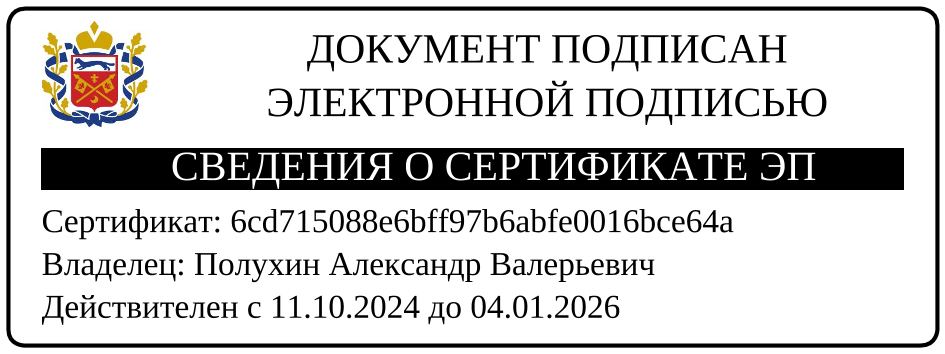 ДОКУМЕНТ ПОДПИСАН
ЭЛЕКТРОННОЙ ПОДПИСЬЮ
СВЕДЕНИЯ О СЕРТИФИКАТЕ ЭП
Сертификат: 6cd715088e6bff97b6abfe0016bce64a
Владелец: Полухин Александр Валерьевич
Действителен с 11.10.2024 до 04.01.2026